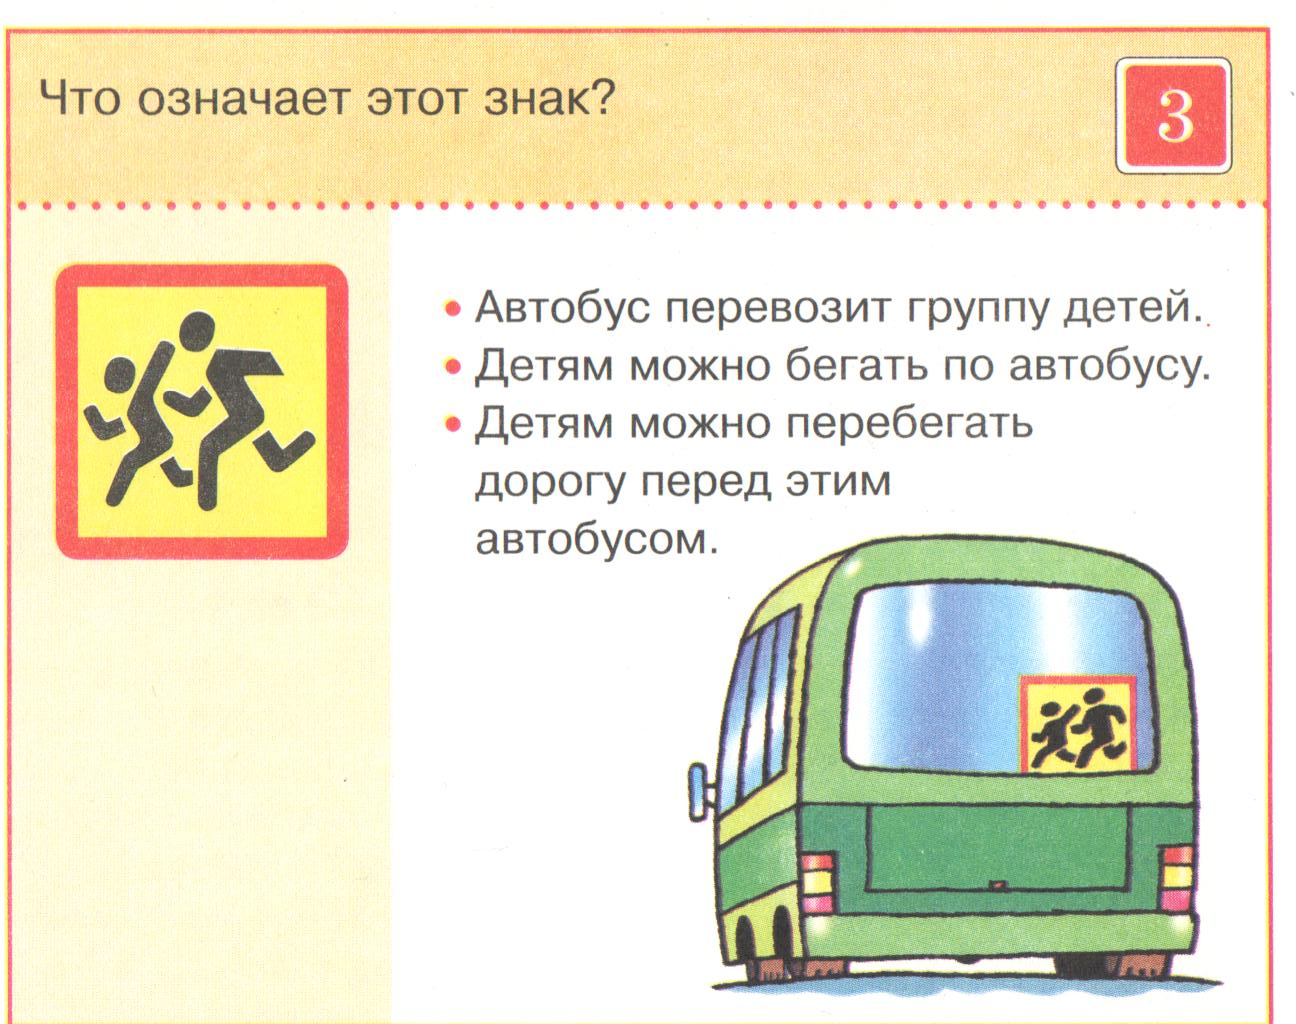 Что означает этот знак?
3
• Автобус перевозит группу детей.
• Детям можно бегать по автобусу.
• Детям можно перебегать
дорогу перед этим
автобусом.